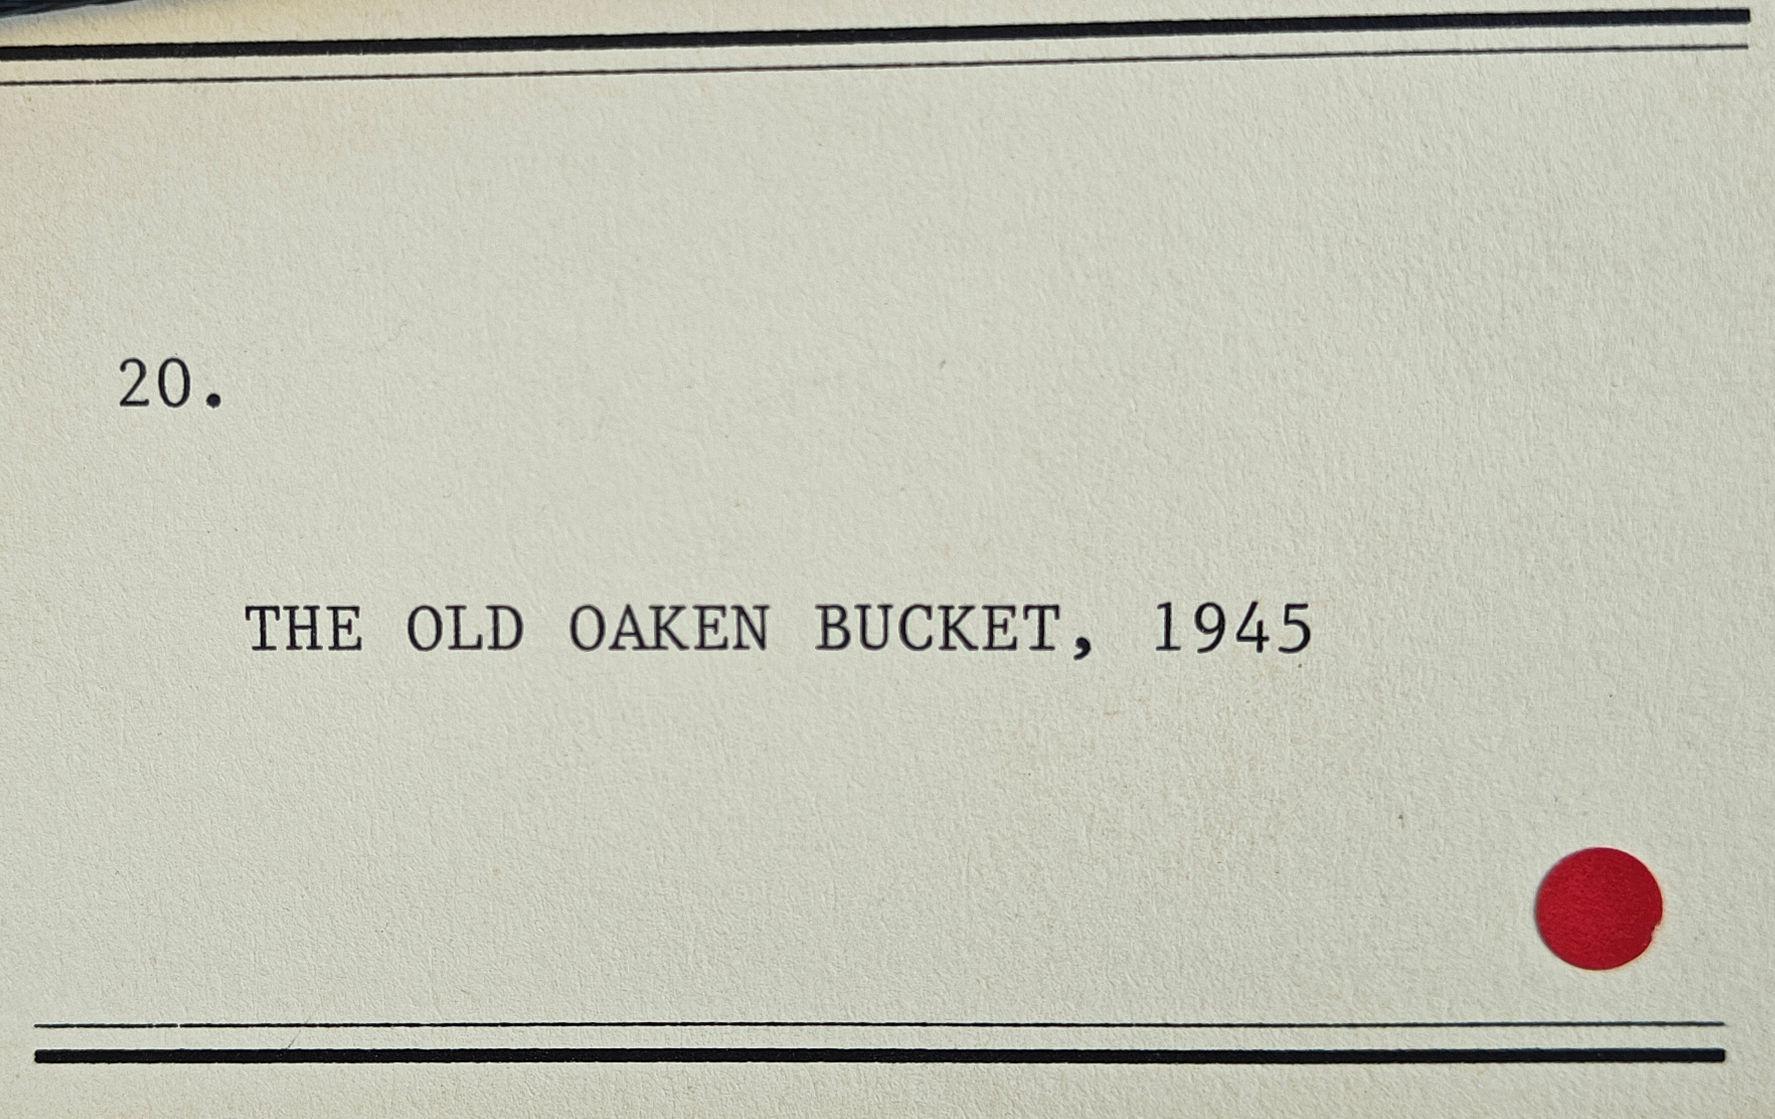 20.
THE OLD OAKEN BUCKET, 1945